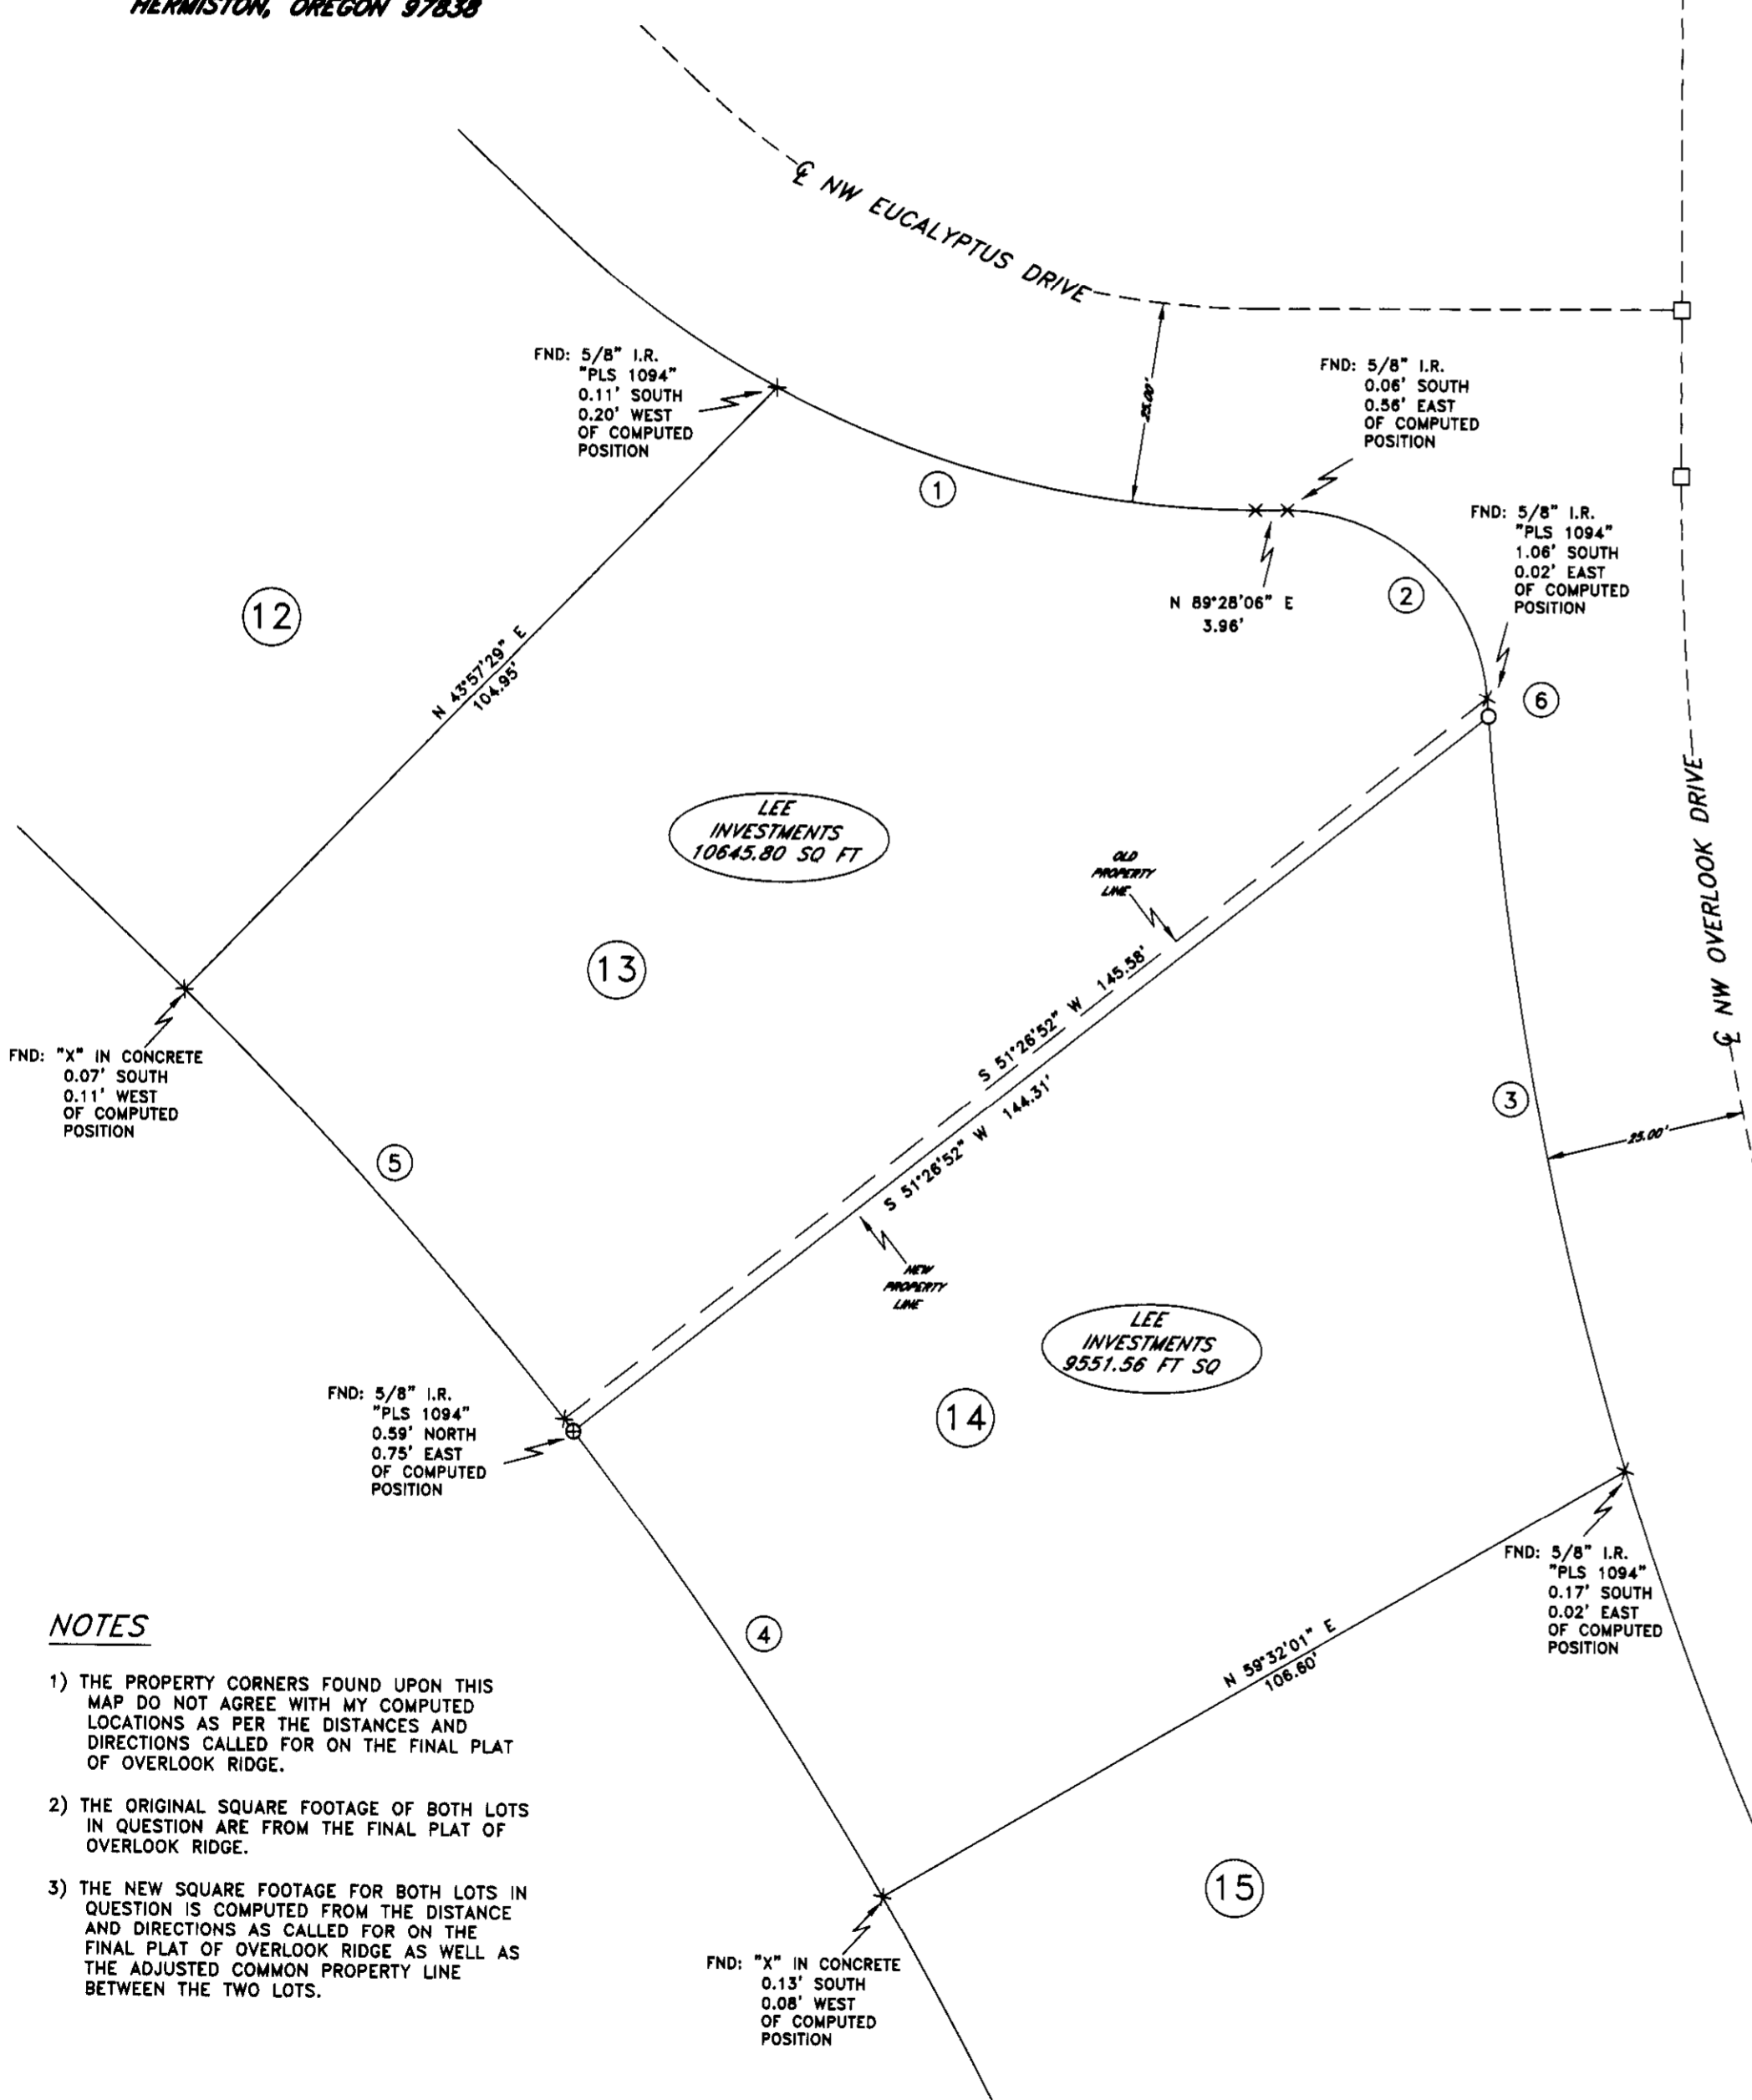 HERMISTON, OREGON 97838
℄ NW EUCALYPTUS DRIVE
FND: 5/8" I.R.
"PLS 1094"
0.11' SOUTH
0.20' WEST
OF COMPUTED
POSITION
25.00'
FND: 5/8" I.R.
0.06' SOUTH
0.56' EAST
OF COMPUTED
POSITION
1
FND: 5/8" I.R.
"PLS 1094"
1.06' SOUTH
0.02' EAST
OF COMPUTED
POSITION
N 89°28'06" E
3.96'
2
12
N 43°57'29" E
104.95'
6
LEE
INVESTMENTS
10645.80 SQ FT
OLD
PROPERTY
LINE
℄ NW OVERLOOK DRIVE
13
S 51°26'52" W 145.58'
S 51°26'52" W 144.31'
FND: "X" IN CONCRETE
0.07' SOUTH
0.11' WEST
OF COMPUTED
POSITION
3
25.00'
5
NEW
PROPERTY
LINE
LEE
INVESTMENTS
9551.56 FT SQ
FND: 5/8" I.R.
"PLS 1094"
0.59' NORTH
0.75' EAST
OF COMPUTED
POSITION
14
FND: 5/8" I.R.
"PLS 1094"
0.17' SOUTH
0.02' EAST
OF COMPUTED
POSITION
4
N 59°32'01" E
106.60'
NOTES
1) THE PROPERTY CORNERS FOUND UPON THIS
MAP DO NOT AGREE WITH MY COMPUTED
LOCATIONS AS PER THE DISTANCES AND
DIRECTIONS CALLED FOR ON THE FINAL PLAT
OF OVERLOOK RIDGE.
2) THE ORIGINAL SQUARE FOOTAGE OF BOTH LOTS
IN QUESTION ARE FROM THE FINAL PLAT OF
OVERLOOK RIDGE.
3) THE NEW SQUARE FOOTAGE FOR BOTH LOTS IN
QUESTION IS COMPUTED FROM THE DISTANCE
AND DIRECTIONS AS CALLED FOR ON THE
FINAL PLAT OF OVERLOOK RIDGE AS WELL AS
THE ADJUSTED COMMON PROPERTY LINE
BETWEEN THE TWO LOTS.
15
FND: "X" IN CONCRETE
0.13' SOUTH
0.08' WEST
OF COMPUTED
POSITION